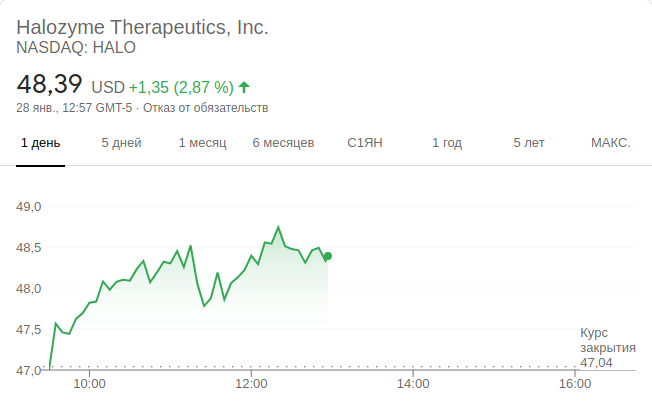 Halozyme Therapeutics, Inc.
NASDAQ: HALO
48,39 USD +1,35 (2,87 %)
28 янв., 12:57 GMT-5 · Отказ от обязательств
1 день 5 дней 1 месяц 6 месяцев С1ЯН 1 год 5 лет МАКС.
49,0
48,5
48,0
47,5
47,0
Курс
закрытия
47,04
10:00 12:00 14:00 16:00